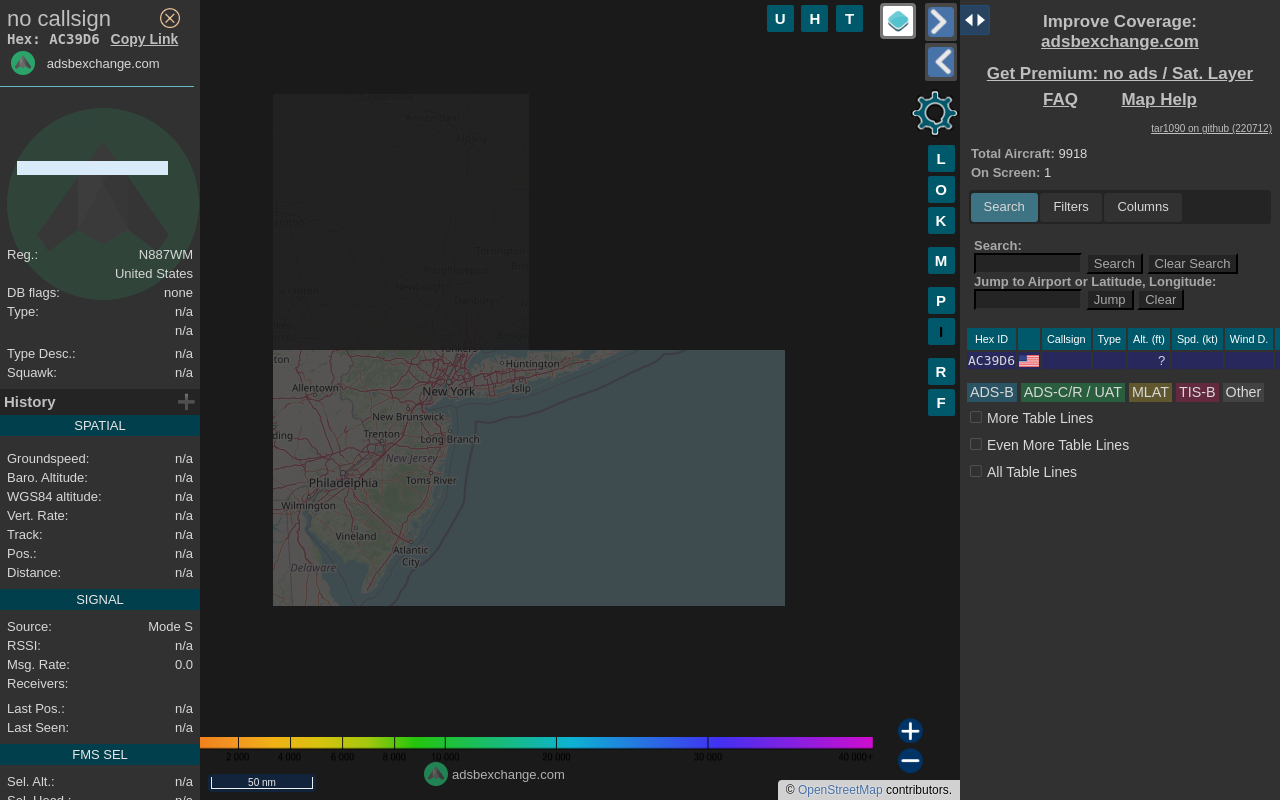 no callsign
Hex: AC39D6 Copy Link
adsbexchange.com
Reg.: N887WM
United States
DB flags: none
Type: n/a
n/a
Type Desc.: n/a
Squawk: n/a
History
SPATIAL
Groundspeed: n/a
Baro. Altitude: n/a
WGS84 altitude: n/a
Vert. Rate: n/a
Track: n/a
Pos.: n/a
Distance: n/a
SIGNAL
Source: Mode S
RSSI: n/a
Msg. Rate: 0.0
Receivers:
Last Pos.: n/a
Last Seen: n/a
FMS SEL
Sel. Alt.: n/a
Sel. Head.: n/a
U H T
L
O
K
M
P
I
R
F
Huntington
Allentown
New York
Islip
New Brunswick
Trenton
Long Branch
New Jersey
Philadelphia
Toms River
Wilmington
Vineland
Atlantic
City
Delaware
2 000 4 000 6 000 8 000 10 000 20 000 30 000 40 000+
adsbexchange.com
50 nm
© OpenStreetMap contributors.
Improve Coverage:
adsbexchange.com
Get Premium: no ads / Sat. Layer
FAQ Map Help
tar1090 on github (220712)
Total Aircraft: 9918
On Screen: 1
Search Filters Columns
Search:
Search Clear Search
Jump to Airport or Latitude, Longitude:
Jump Clear
Hex ID Callsign Type Alt. (ft) Spd. (kt) Wind D.
AC39D6 ?
ADS-B ADS-C/R / UAT MLAT TIS-B Other
More Table Lines
Even More Table Lines
All Table Lines